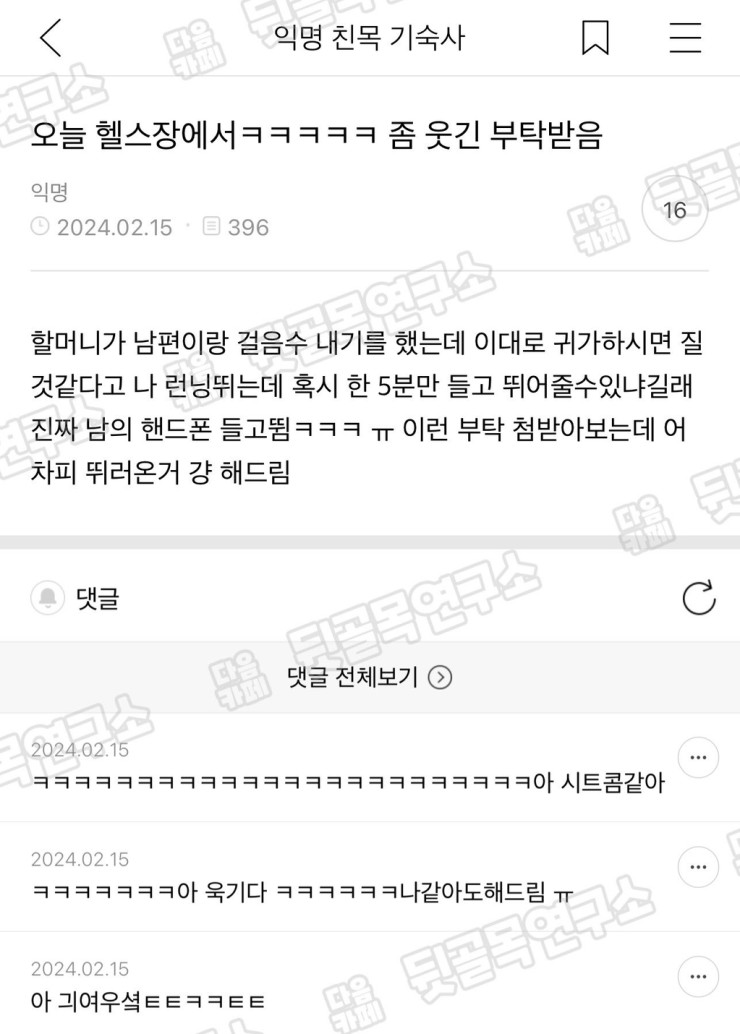 익명 친목 기숙사
오늘 헬스장에서ㅋㅋㅋㅋㅋ 좀 웃긴 부탁받음
익명
2024.02.15 · 396
16
할머니가 남편이랑 걸음수 내기를 했는데 이대로 귀가하시면 질
것같다고 나 런닝뛰는데 혹시 한 5분만 들고 뛰어줄수있냐길래
진짜 남의 핸드폰 들고뜀ㅋㅋㅋ ㅠ 이런 부탁 첨받아보는데 어
차피 뛰러온거 걍 해드림
댓글
댓글 전체보기
2024.02.15
ㅋㅋㅋㅋㅋㅋㅋㅋㅋㅋㅋㅋㅋㅋㅋㅋㅋㅋㅋㅋㅋㅋㅋㅋ아 시트콤같아
2024.02.15
ㅋㅋㅋㅋㅋㅋㅋ아 욱기다 ㅋㅋㅋㅋㅋㅋ나같아도해드림 ㅠ
2024.02.15
아 긔여우셬ㅌㅌㅋㅋㅌㅌ
다음
카페
뒷골목연구소